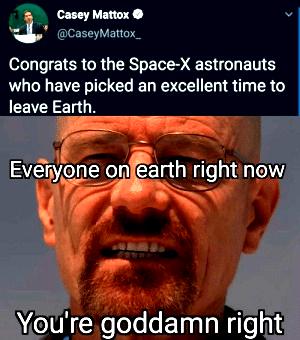 Casey Mattox
@CaseyMattox_
Congrats to the Space-X astronauts
who have picked an excellent time to
leave Earth.
Everyone on earth right now
You're goddamn right